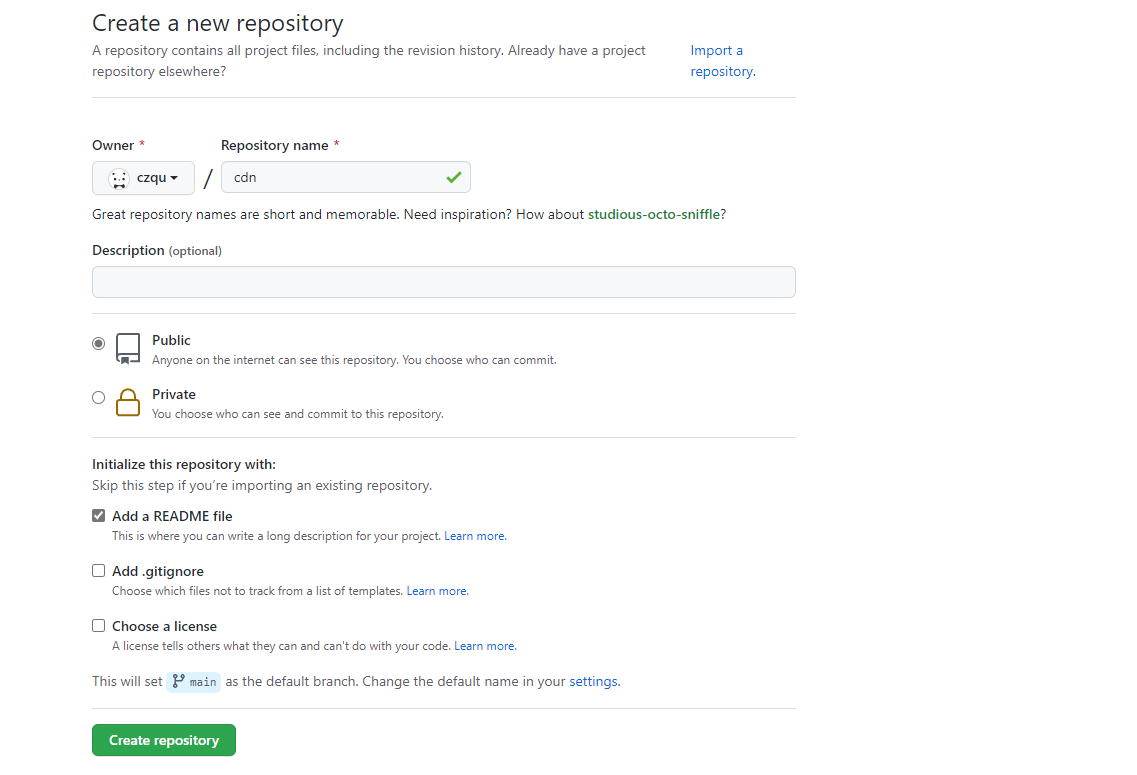 Create a new repository
A repository contains all project files, including the revision history. Already have a project
repository elsewhere?
Import a
repository.
Owner *
Repository name *
czqu
/
cdn
Great repository names are short and memorable. Need inspiration? How about studious-octo-sniffle?
Description (optional)
Public
Anyone on the internet can see this repository. You choose who can commit.
Private
You choose who can see and commit to this repository.
Initialize this repository with:
Skip this step if you’re importing an existing repository.
Add a README file
This is where you can write a long description for your project. Learn more.
Add .gitignore
Choose which files not to track from a list of templates. Learn more.
Choose a license
A license tells others what they can and can't do with your code. Learn more.
This will set main as the default branch. Change the default name in your settings.
Create repository